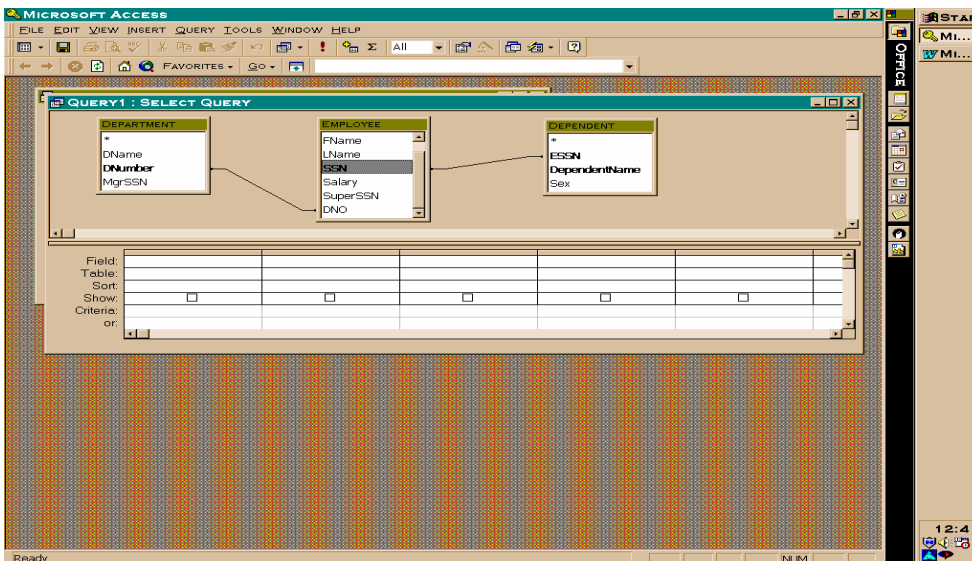 MICROSOFT ACCESS
STAR
FILE EDIT VIEW INSERT QUERY TOOLS WINDOW HELP
MI...
All
MI...
FAVORITES GO
OFFICE
QUERY1 : SELECT QUERY
DEPARTMENT
*
DName
DNumber
MgrSSN
EMPLOYEE
FName
LName
SSN
Salary
SuperSSN
DNO
DEPENDENT
*
ESSN
DependentName
Sex
Field:
Table:
Sort:
Show:
Criteria:
or:
12:4
Ready
NUM